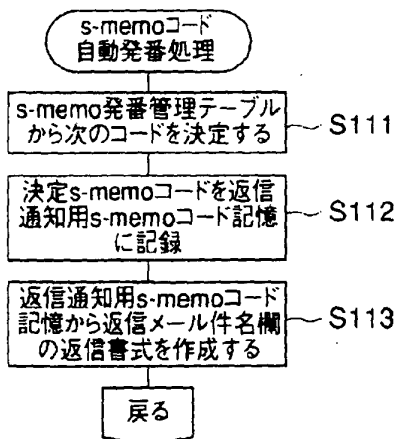 s-memoコード
自動発番処理
s-memo発番管理テーブル
から次のコードを決定する
S111
決定s-memoコードを返信
通知用s-memoコード記憶
に記録
S112
返信通知用s-memoコード
記憶から返信メール件名欄
の返信書式を作成する
S113
戻る